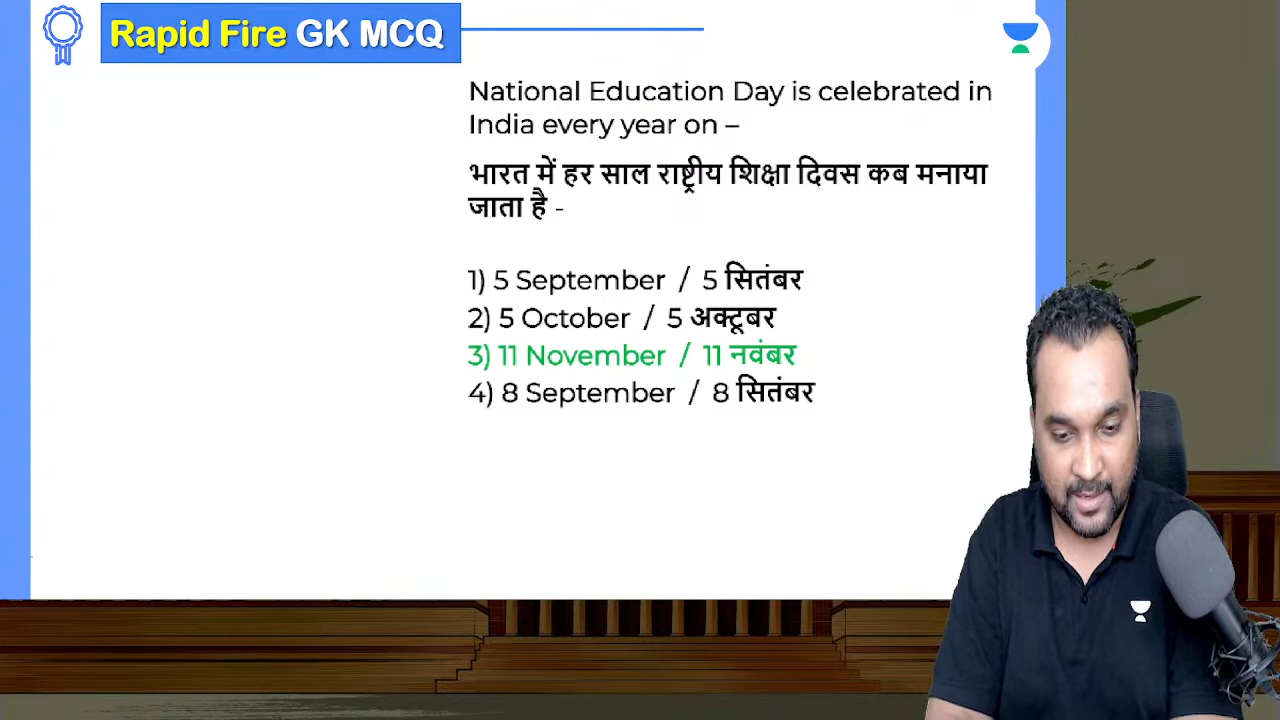 Rapid Fire GK MCQ
National Education Day is celebrated in
India every year on –
भारत में हर साल राष्ट्रीय शिक्षा दिवस कब मनाया
जाता है -
1) 5 September / 5 सितंबर
2) 5 October / 5 अक्टूबर
3) 11 November / 11 नवंबर
4) 8 September / 8 सितंबर